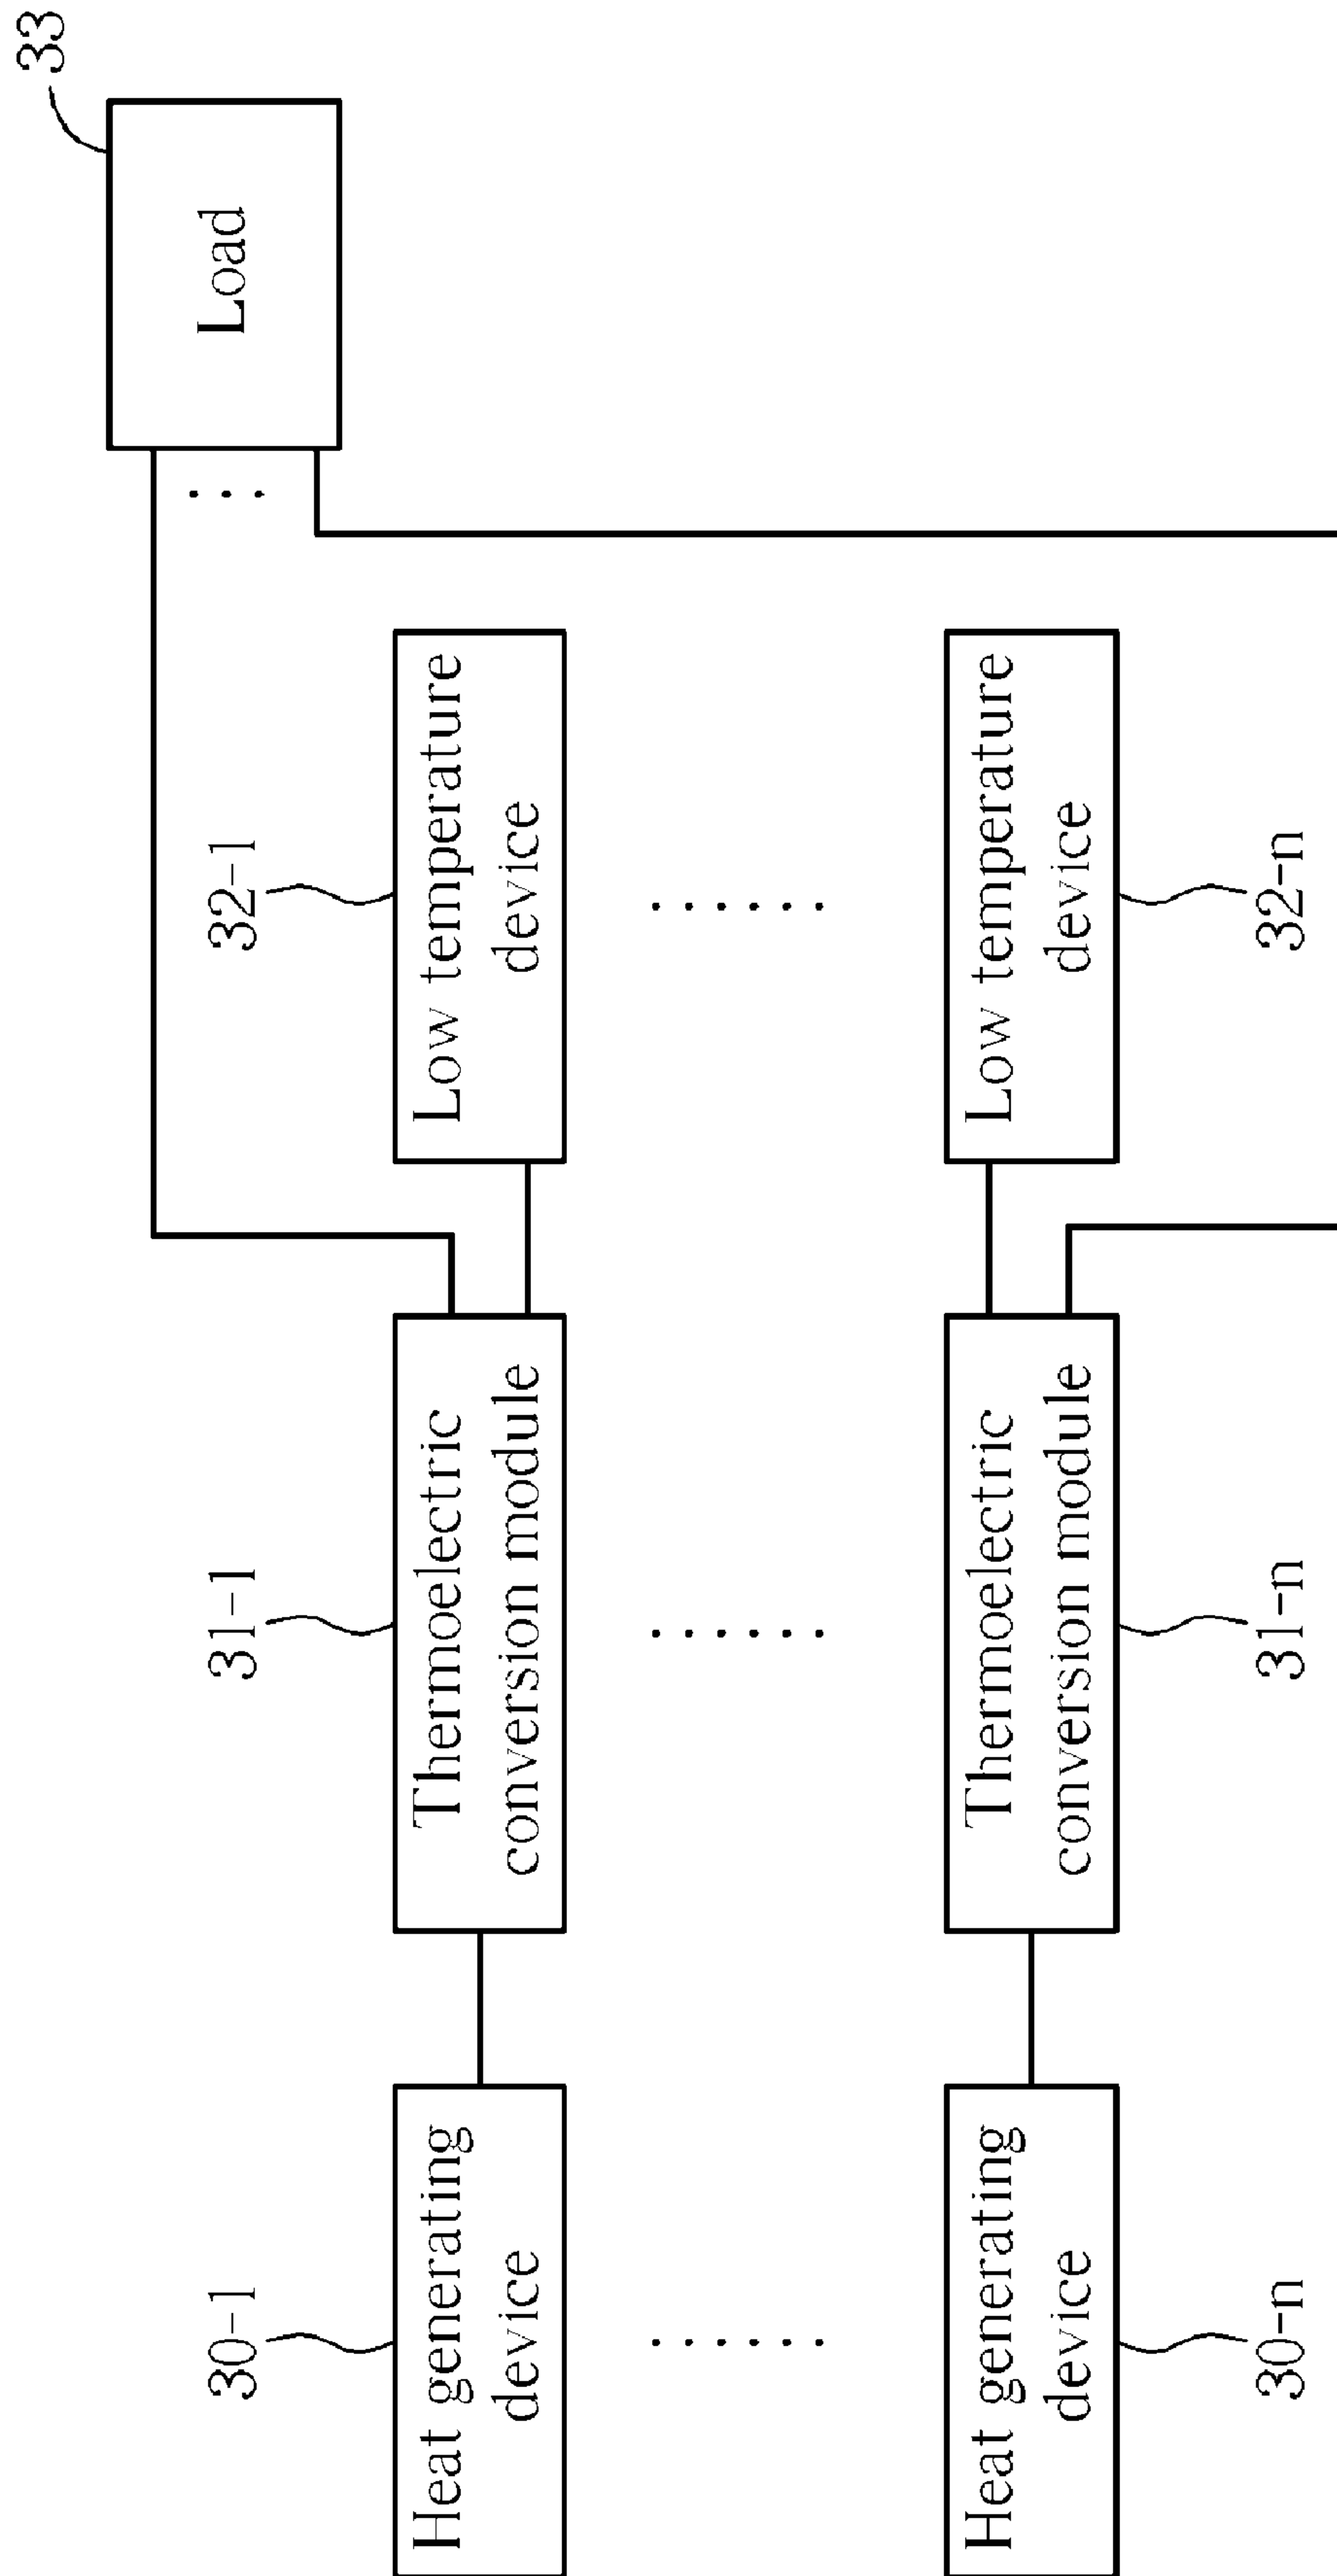 33
Load
32-1
Low temperature
device
32-n
Low temperature
device
31-1
Thermoelectric
conversion module
31-n
Thermoelectric
conversion module
30-1
Heat generating
device
30-n
Heat generating
device